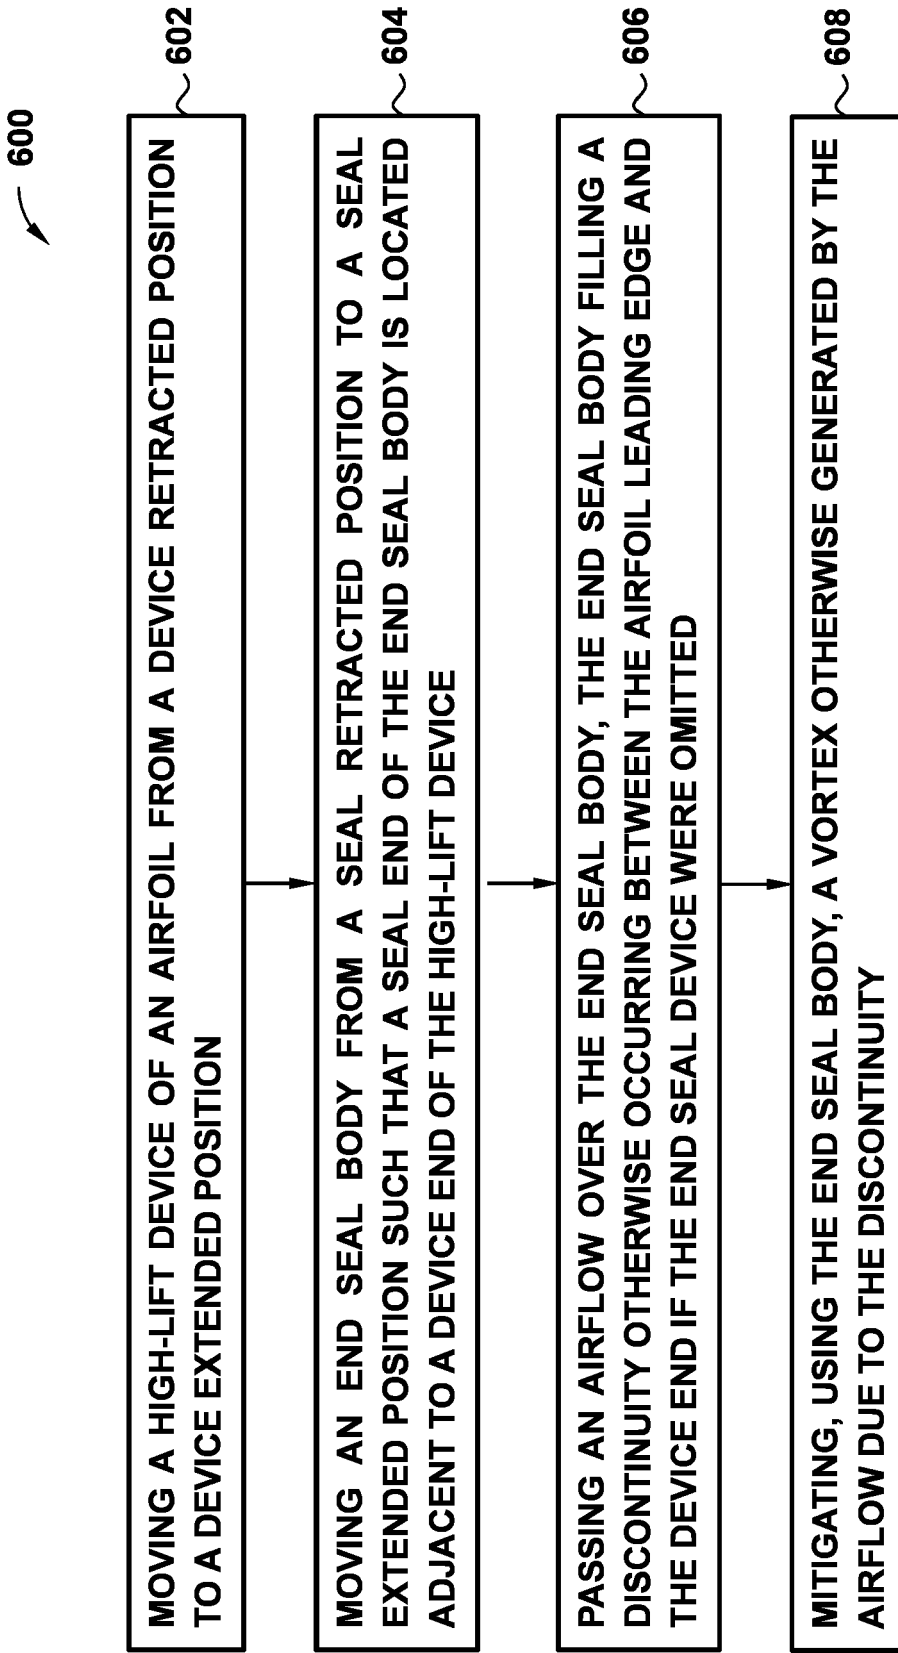 600
MOVING A HIGH-LIFT DEVICE OF AN AIRFOIL FROM A DEVICE RETRACTED POSITION
TO A DEVICE EXTENDED POSITION
602
MOVING AN END SEAL BODY FROM A SEAL RETRACTED POSITION TO A SEAL
EXTENDED POSITION SUCH THAT A SEAL END OF THE END SEAL BODY IS LOCATED
ADJACENT TO A DEVICE END OF THE HIGH-LIFT DEVICE
604
PASSING AN AIRFLOW OVER THE END SEAL BODY, THE END SEAL BODY FILLING A
DISCONTINUITY OTHERWISE OCCURRING BETWEEN THE AIRFOIL LEADING EDGE AND
THE DEVICE END IF THE END SEAL DEVICE WERE OMITTED
606
MITIGATING, USING THE END SEAL BODY, A VORTEX OTHERWISE GENERATED BY THE
AIRFLOW DUE TO THE DISCONTINUITY
608